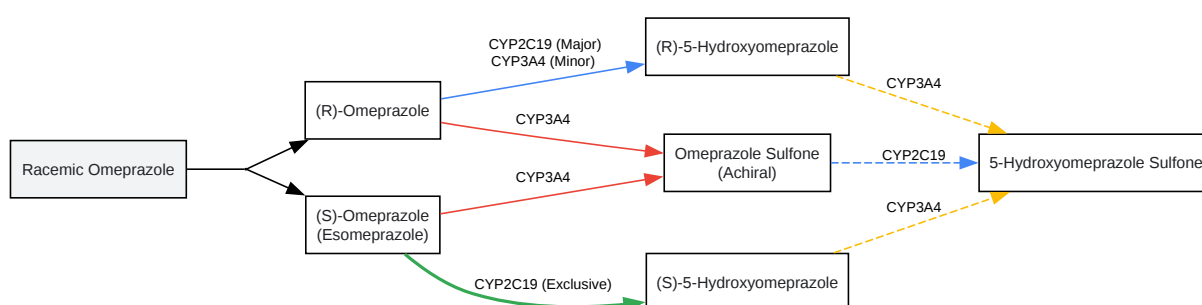 CYP2C19 (Major)
CYP3A4 (Minor)
(R)-5-Hydroxyomeprazole
CYP3A4
(R)-Omeprazole
CYP3A4
Racemic Omeprazole
Omeprazole Sulfone
(Achiral)
CYP2C19
5-Hydroxyomeprazole Sulfone
CYP3A4
(S)-Omeprazole
(Esomeprazole)
CYP3A4
CYP2C19 (Exclusive)
(S)-5-Hydroxyomeprazole